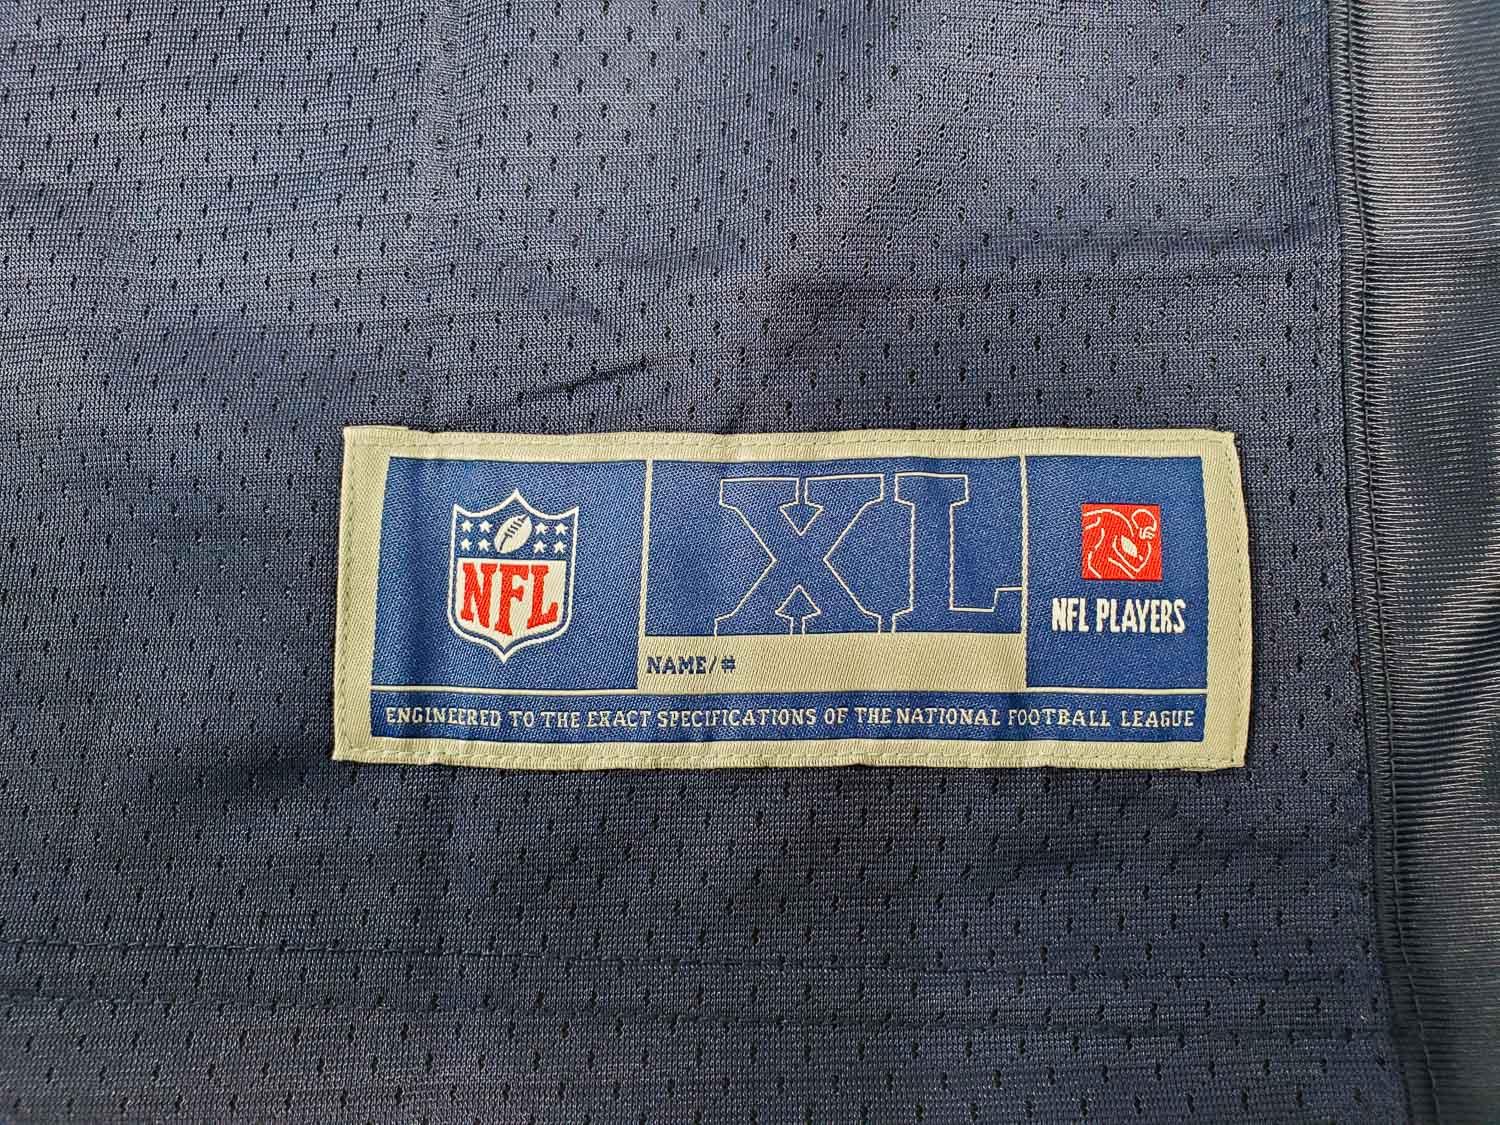 NFL
XL
NFL PLAYERS
NAME/#
ENGINEERED TO THE EXACT SPECIFICATIONS OF THE NATIONAL FOOTBALL LEAGUE